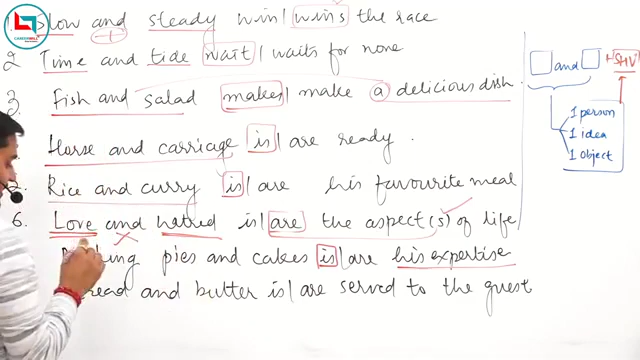 CAREERWILL
1. Slow and steady win/wins the race
2. Time and tide wait/waits for none
3. Fish and salad makes/make a delicious dish.
Horse and carriage is/are ready.
Rice and curry is/are his favourite meal
6. Love and hatred is/are the aspect(s) of life
pies and cakes is/are his expertise
and butter is/are served to the guest
and + SHV
1 person
1 idea
1 object